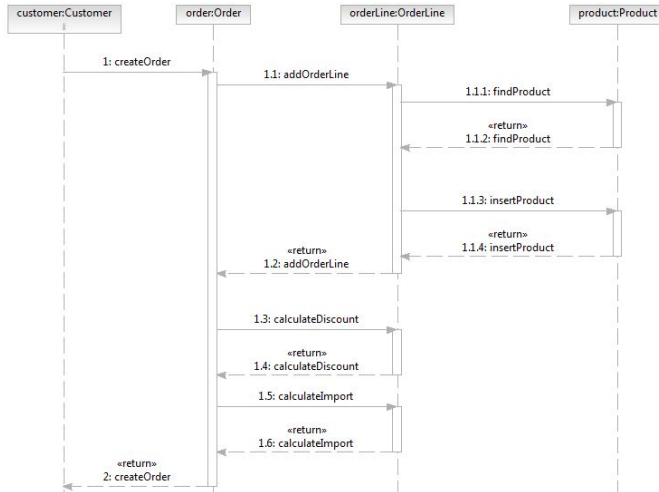 customer:Customer
order:Order
orderLine:OrderLine
product:Product
1: createOrder
1.1: addOrderLine
1.1.1: findProduct
«return»
1.1.2: findProduct
1.1.3: insertProduct
«return»
1.1.4: insertProduct
«return»
1.2: addOrderLine
1.3: calculateDiscount
«return»
1.4: calculateDiscount
1.5: calculateImport
«return»
1.6: calculateImport
«return»
2: createOrder